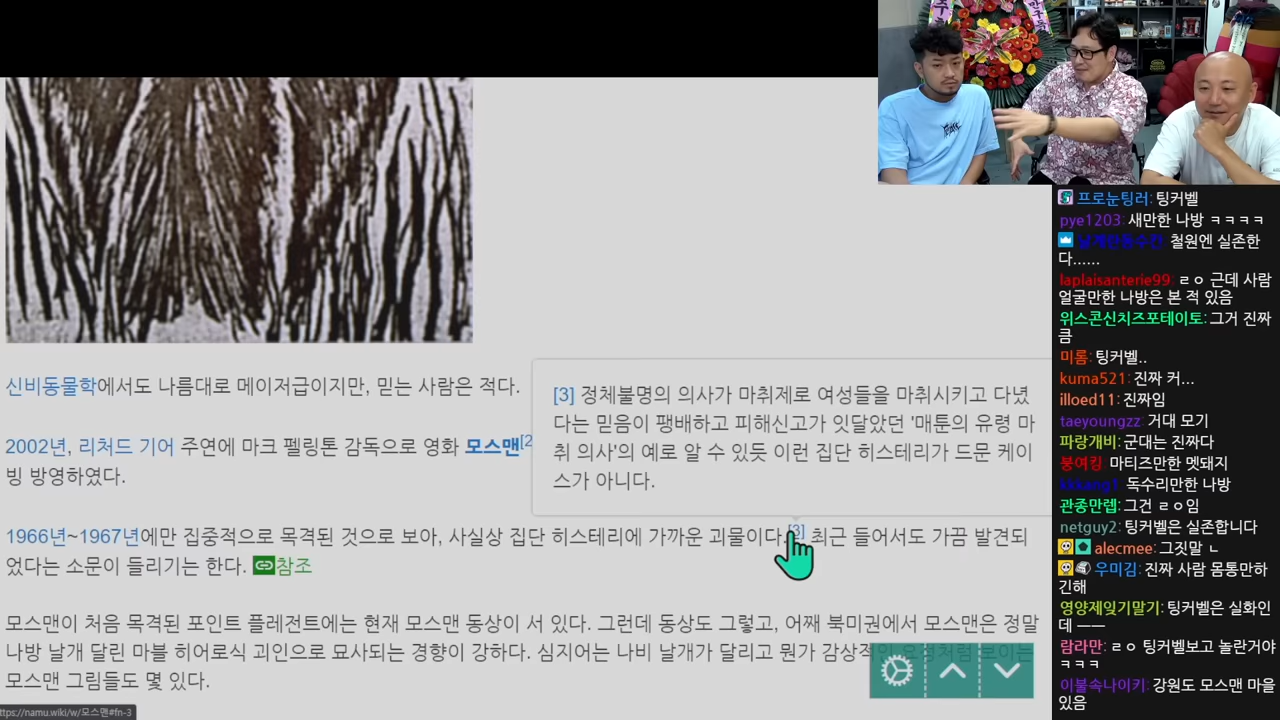 신비동물학에서도 나름대로 메이저급이지만, 믿는 사람은 적다.
2002년, 리처드 기어 주연에 마크 펠링톤 감독으로 영화 모스맨[2
빙 방영하였다.
[3] 정체불명의 의사가 마취제로 여성들을 마취시키고 다녔
다는 믿음이 팽배하고 피해신고가 잇달았던 '매튼의 유령 마
취 의사'의 예로 알 수 있듯 이런 집단 히스테리가 드문 케이
스가 아니다.
1966년~1967년에만 집중적으로 목격된 것으로 보아, 사실상 집단 히스테리에 가까운 괴물이다.[3] 최근 들어서도 가끔 발견되
었다는 소문이 들리기는 한다. 참조
모스맨이 처음 목격된 포인트 플레전트에는 현재 모스맨 동상이 서 있다. 그런데 동상도 그렇고, 어째 북미권에서 모스맨은 정말
나방 날개 달린 마블 히어로식 괴인으로 묘사되는 경향이 강하다. 심지어는 나비 날개가 달리고 뭔가 감상적인 요정처럼 보이는
모스맨 그림들도 몇 있다.
ttps://namu.wiki/w/모스맨#fn-3
프로눈팅러: 팅커벨
pye1203: 새만한 나방 ㅋㅋㅋㅋ
철원엔 실존한
다......
laplaisanterie99: ㄹㅇ 근데 사람
얼굴만한 나방은 본 적 있음
위스콘신치즈포테이토: 그거 진짜
큼
미롬: 팅커벨..
kuma521: 진짜 커...
illoed11: 진짜임
taeyoungzz: 거대 모기
파랑개비: 군대는 진짜다
붕여킹: 마티즈만한 멧돼지
kkkang1: 독수리만한 나방
관종만렙: 그건 ㄹㅇ임
netguy2: 팅커벨은 실존합니다
alecmee: 그짓말 ㄴ
우미김: 진짜 사람 몸통만하
긴해
영양제잊기말기: 팅커벨은 실화인
데 ㅡㅡ
람라만: ㄹㅇ 팅커벨보고 놀란거야
ㅋㅋㅋ
이불속나이키: 강원도 모스맨 마을
있음